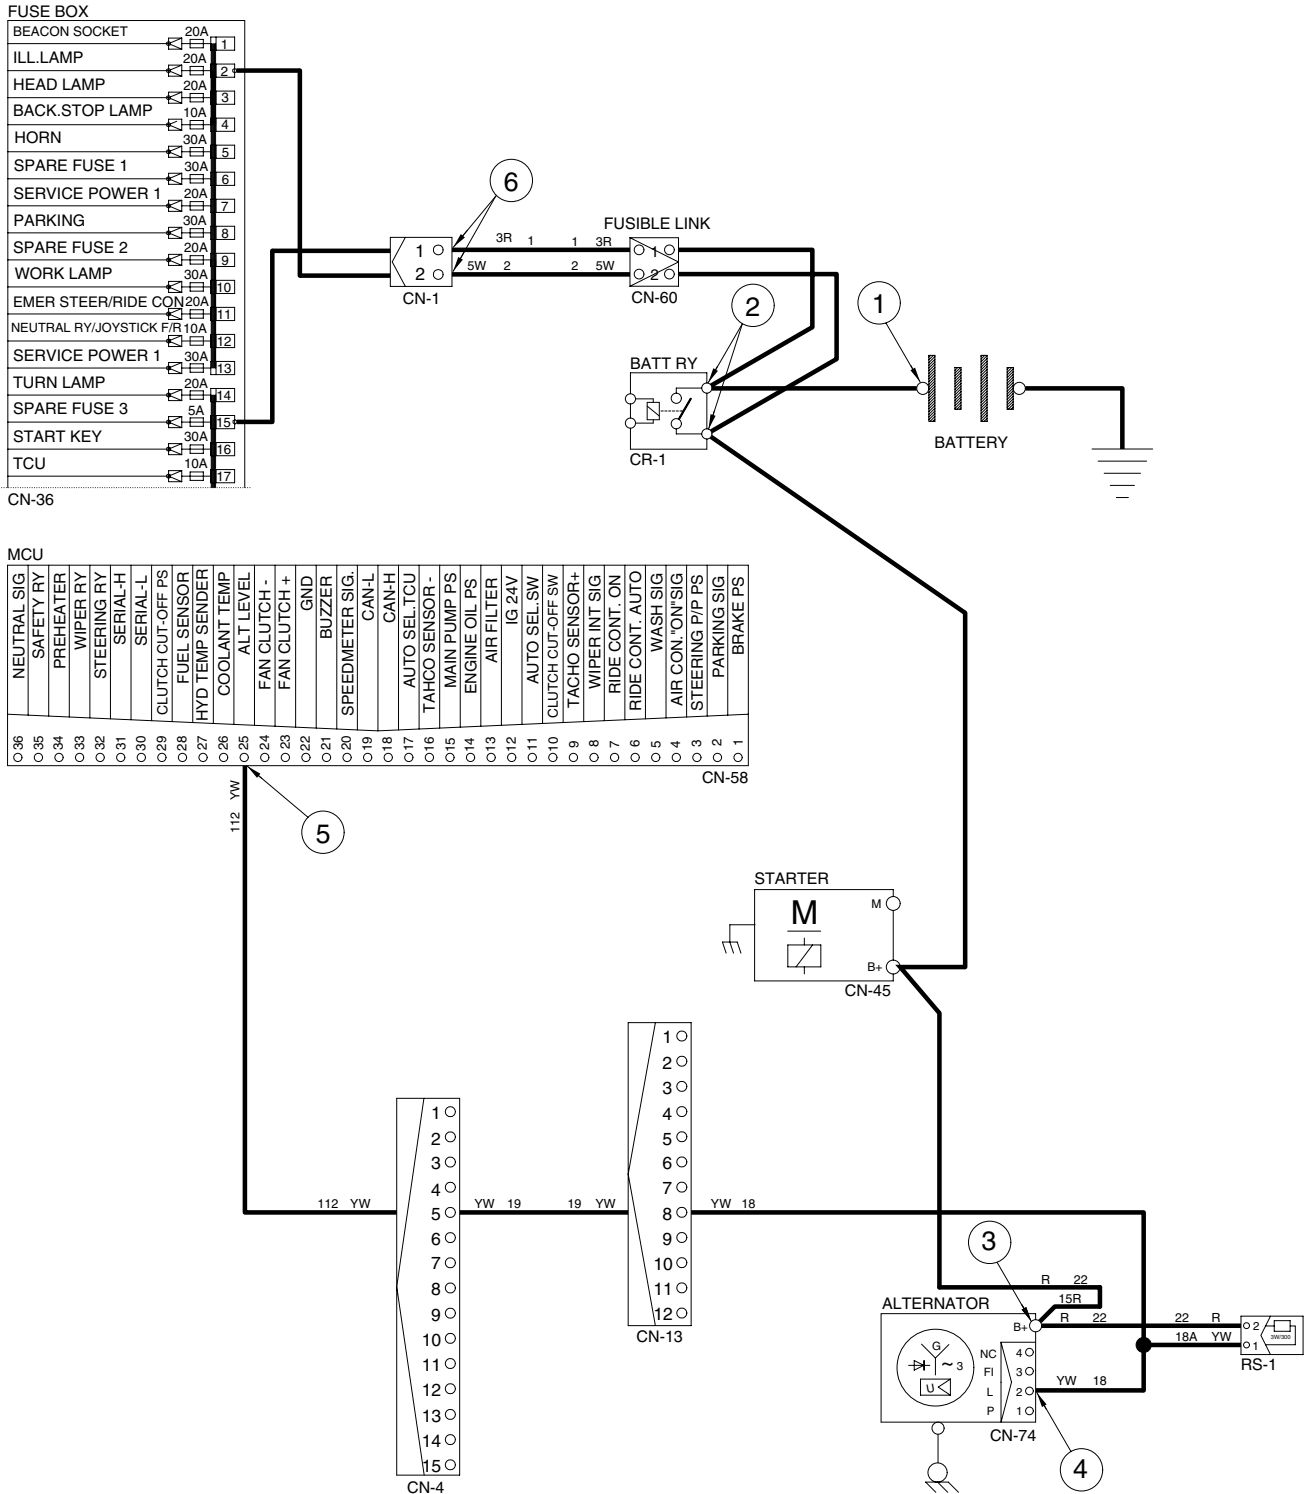 FUSE BOX
BEACON SOCKET 20A 1
ILL.LAMP 20A 2
HEAD LAMP 20A 3
BACK.STOP LAMP 10A 4
HORN 30A 5
SPARE FUSE 1 30A 6
SERVICE POWER 1 20A 7
PARKING 30A 8
SPARE FUSE 2 20A 9
WORK LAMP 30A 10
EMER STEER/RIDE CON 20A 11
NEUTRAL RY/JOYSTICK F/R 10A 12
SERVICE POWER 1 30A 13
TURN LAMP 20A 14
SPARE FUSE 3 5A 15
START KEY 30A 16
TCU 10A 17
CN-36
6
1
2
CN-1
3R 1 1 3R
5W 2 2 5W
FUSIBLE LINK
1
2
CN-60
2
1
BATT RY
CR-1
BATTERY
MCU
NEUTRAL SIG 36
SAFETY RY 35
PREHEATER 34
WIPER RY 33
STEERING RY 32
SERIAL-H 31
SERIAL-L 30
CLUTCH CUT-OFF PS 29
FUEL SENSOR 28
HYD TEMP SENDER 27
COOLANT TEMP 26
ALT LEVEL 25
FAN CLUTCH - 24
FAN CLUTCH + 23
GND 22
BUZZER 21
SPEEDMETER SIG. 20
CAN-L 19
CAN-H 18
AUTO SEL.TCU 17
TAHCO SENSOR - 16
MAIN PUMP PS 15
ENGINE OIL PS 14
AIR FILTER 13
IG 24V 12
AUTO SEL.SW 11
CLUTCH CUT-OFF SW 10
TACHO SENSOR+ 9
WIPER INT SIG 8
RIDE CONT. ON 7
RIDE CONT. AUTO 6
WASH SIG 5
AIR CON."ON"SIG 4
STEERING P/P PS 3
PARKING SIG 2
BRAKE PS 1
CN-58
112 YW
5
STARTER
M
M
B+
CN-45
1
2
3
4
5
6
7
8
9
10
11
12
CN-13
1
2
3
4
5
6
7
8
9
10
11
12
13
14
15
CN-4
112 YW
YW 19 19 YW
YW 18
3
R 22
15R
ALTERNATOR
B+
R 22 22 R
18A YW
2
1
3W/300
RS-1
G
~ 3
U<
NC 4
FI 3
L 2
P 1
YW 18
CN-74
4